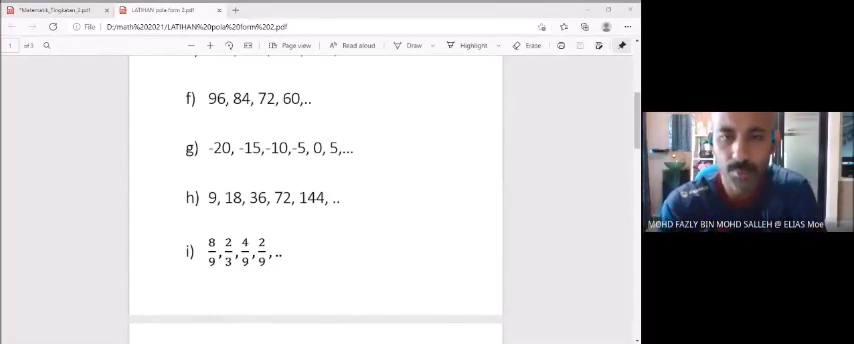 *Matematik_Tingkatan_2.pdf
LATIHAN pola form 2.pdf
File
D:/math%202021/LATIHAN%20pola%20form%202.pdf
1 of 3
Page view
Read aloud
Draw
Highlight
Erase
f) 96, 84, 72, 60,..
g) -20, -15,-10,-5, 0, 5,...
h) 9, 18, 36, 72, 144, ..
i) 8/9, 2/3, 4/9, 2/9, ..
MOHD FAZLY BIN MOHD SALLEH @ ELIAS Moe